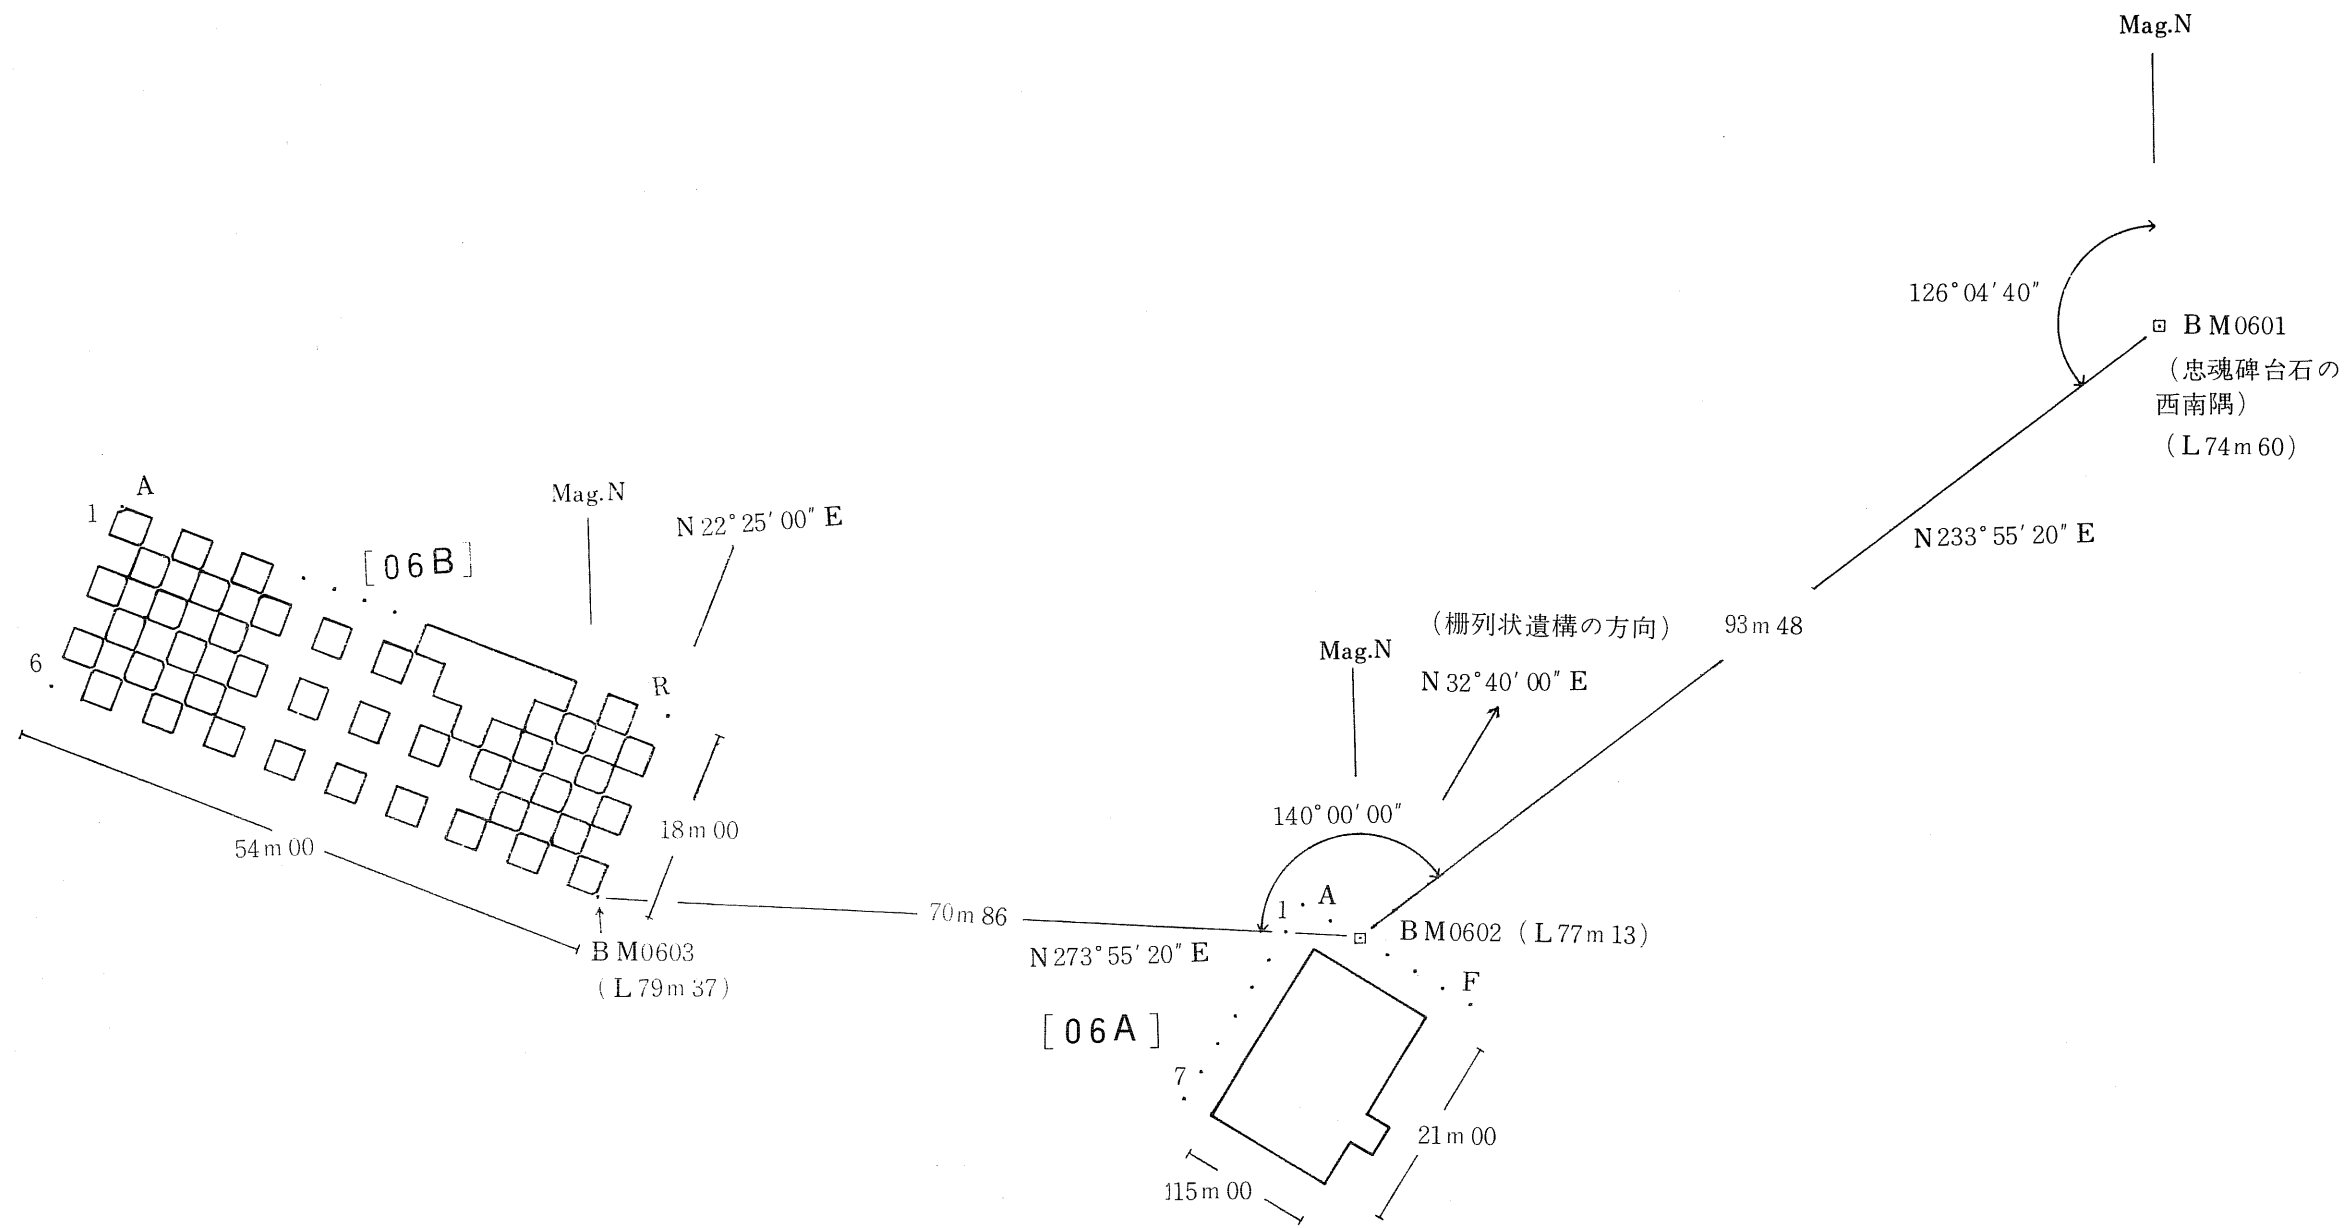 Mag.N
126°04′40″
BM0601
(忠魂碑台石の
西南隅)
(L74m60)
N233°55′20″E
93m48
(柵列状遺構の方向)
Mag.N
N32°40′00″E
140°00′00″
A
1
BM0602 (L77m13)
F
[06A]
7
21m00
115m00
70m86
N273°55′20″E
Mag.N
N22°25′00″E
A
1
[06B]
6
R
18m00
54m00
BM0603
(L79m37)